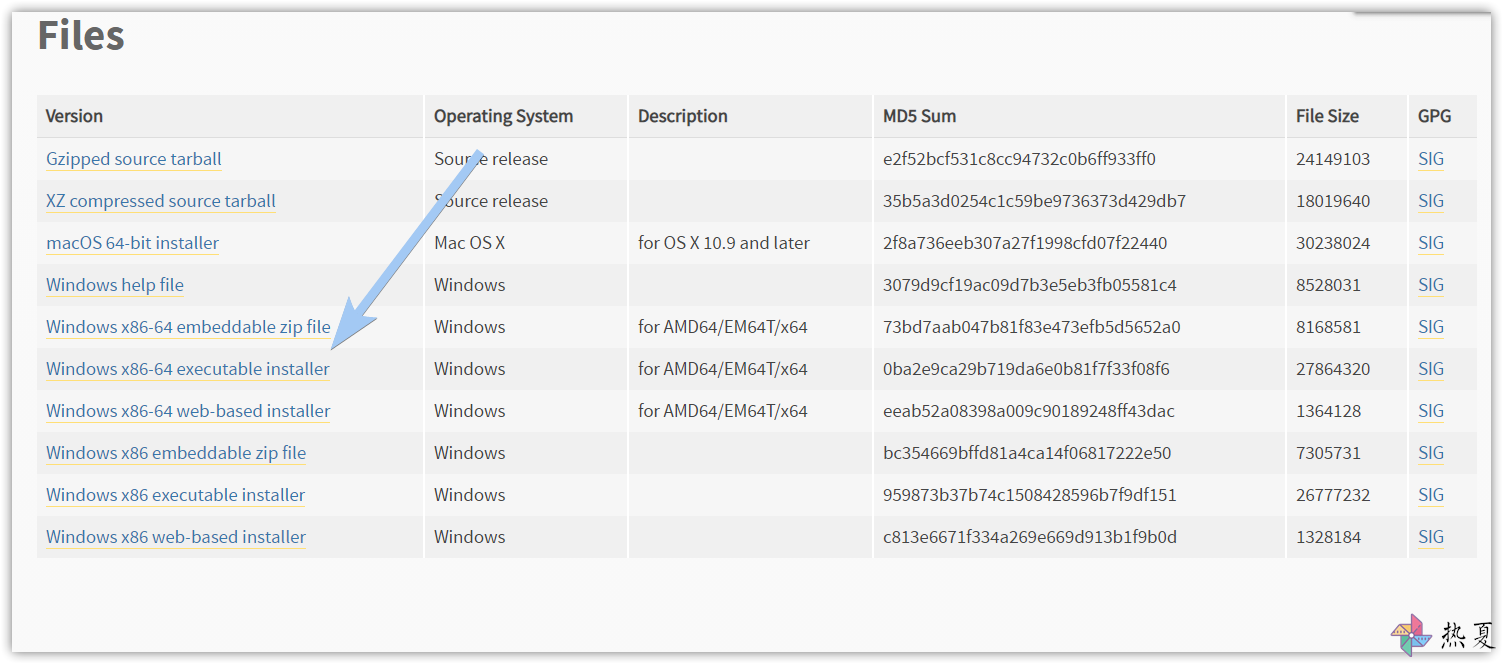 Files
Version Operating System Description MD5 Sum File Size GPG
Gzipped source tarball Source release e2f52bcf531c8cc94732c0b6ff933ff0 24149103 SIG
XZ compressed source tarball Source release 35b5a3d0254c1c59be9736373d429db7 18019640 SIG
macOS 64-bit installer Mac OS X for OS X 10.9 and later 2f8a736eeb307a27f1998cfd07f22440 30238024 SIG
Windows help file Windows 3079d9cf19ac09d7b3e5eb3fb05581c4 8528031 SIG
Windows x86-64 embeddable zip file Windows for AMD64/EM64T/x64 73bd7aab047b81f83e473efb5d5652a0 8168581 SIG
Windows x86-64 executable installer Windows for AMD64/EM64T/x64 0ba2e9ca29b719da6e0b81f7f33f08f6 27864320 SIG
Windows x86-64 web-based installer Windows for AMD64/EM64T/x64 eeab52a08398a009c90189248ff43dac 1364128 SIG
Windows x86 embeddable zip file Windows bc354669bffd81a4ca14f06817222e50 7305731 SIG
Windows x86 executable installer Windows 959873b37b74c1508428596b7f9df151 26777232 SIG
Windows x86 web-based installer Windows c813e6671f334a269e669d913b1f9b0d 1328184 SIG
热夏